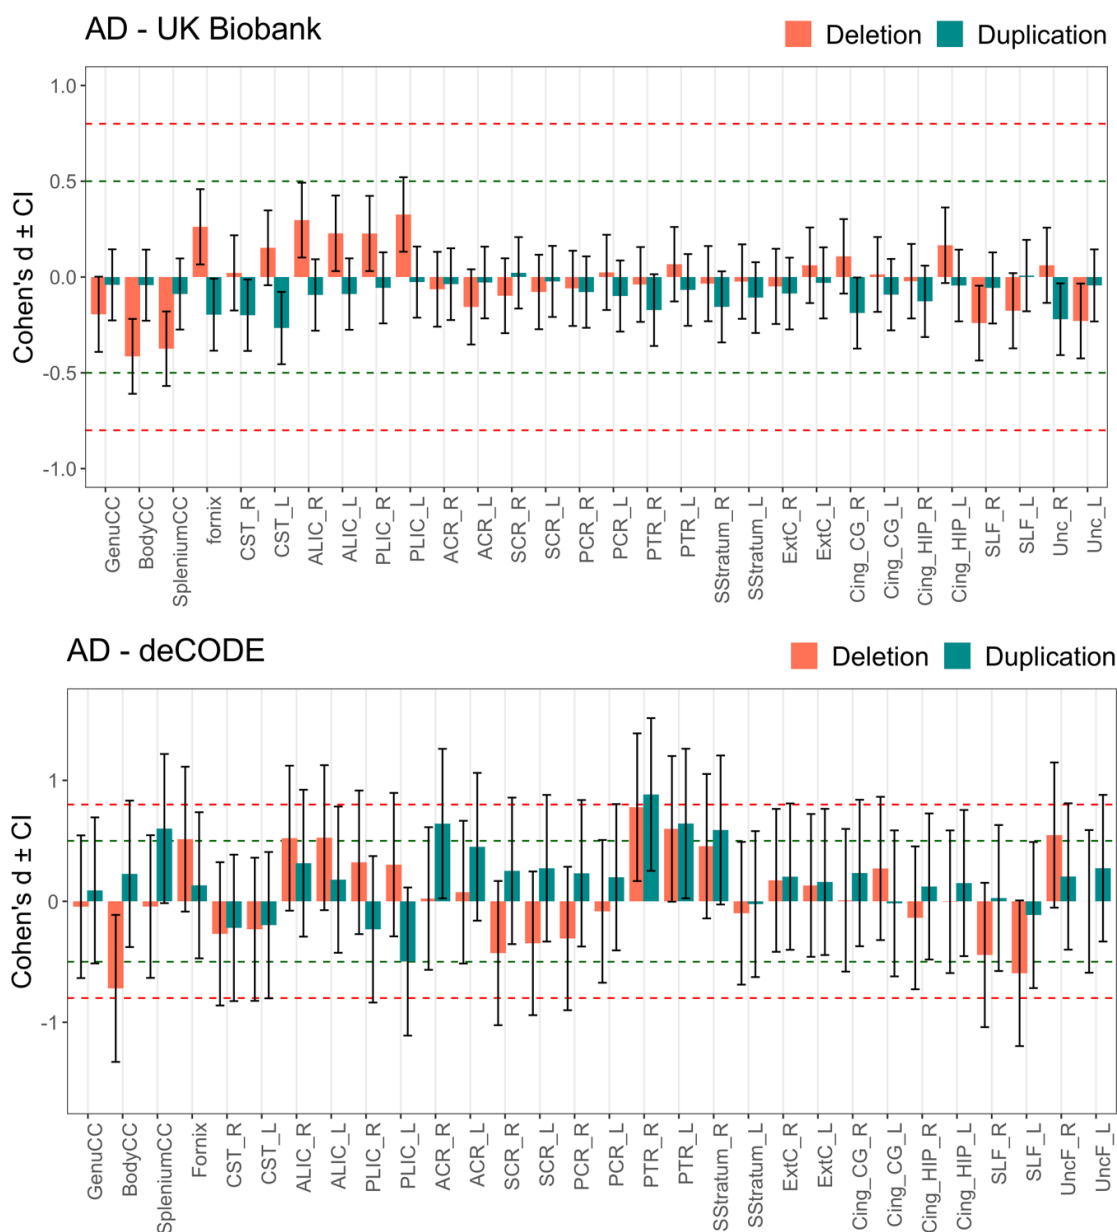 AD - UK Biobank
Deletion
Duplication
Cohen's d ± CI
1.0
0.5
0.0
-0.5
-1.0
GenuCC
BodyCC
SpleniumCC
fornix
CST_R
CST_L
ALIC_R
ALIC_L
PLIC_R
PLIC_L
ACR_R
ACR_L
SCR_R
SCR_L
PCR_R
PCR_L
PTR_R
PTR_L
SStratum_R
SStratum_L
ExtC_R
ExtC_L
Cing_CG_R
Cing_CG_L
Cing_HIP_R
Cing_HIP_L
SLF_R
SLF_L
Unc_R
Unc_L
AD - deCODE
Deletion
Duplication
Cohen's d ± CI
1
0
-1
GenuCC
BodyCC
SpleniumCC
Fornix
CST_R
CST_L
ALIC_R
ALIC_L
PLIC_R
PLIC_L
ACR_R
ACR_L
SCR_R
SCR_L
PCR_R
PCR_L
PTR_R
PTR_L
SStratum_R
SStratum_L
ExtC_R
ExtC_L
Cing_CG_R
Cing_CG_L
Cing_HIP_R
Cing_HIP_L
SLF_R
SLF_L
UncF_R
UncF_L